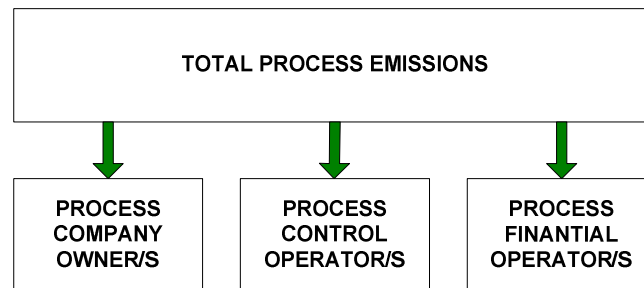 TOTAL PROCESS EMISSIONS
PROCESS
COMPANY
OWNER/S
PROCESS
CONTROL
OPERATOR/S
PROCESS
FINANTIAL
OPERATOR/S